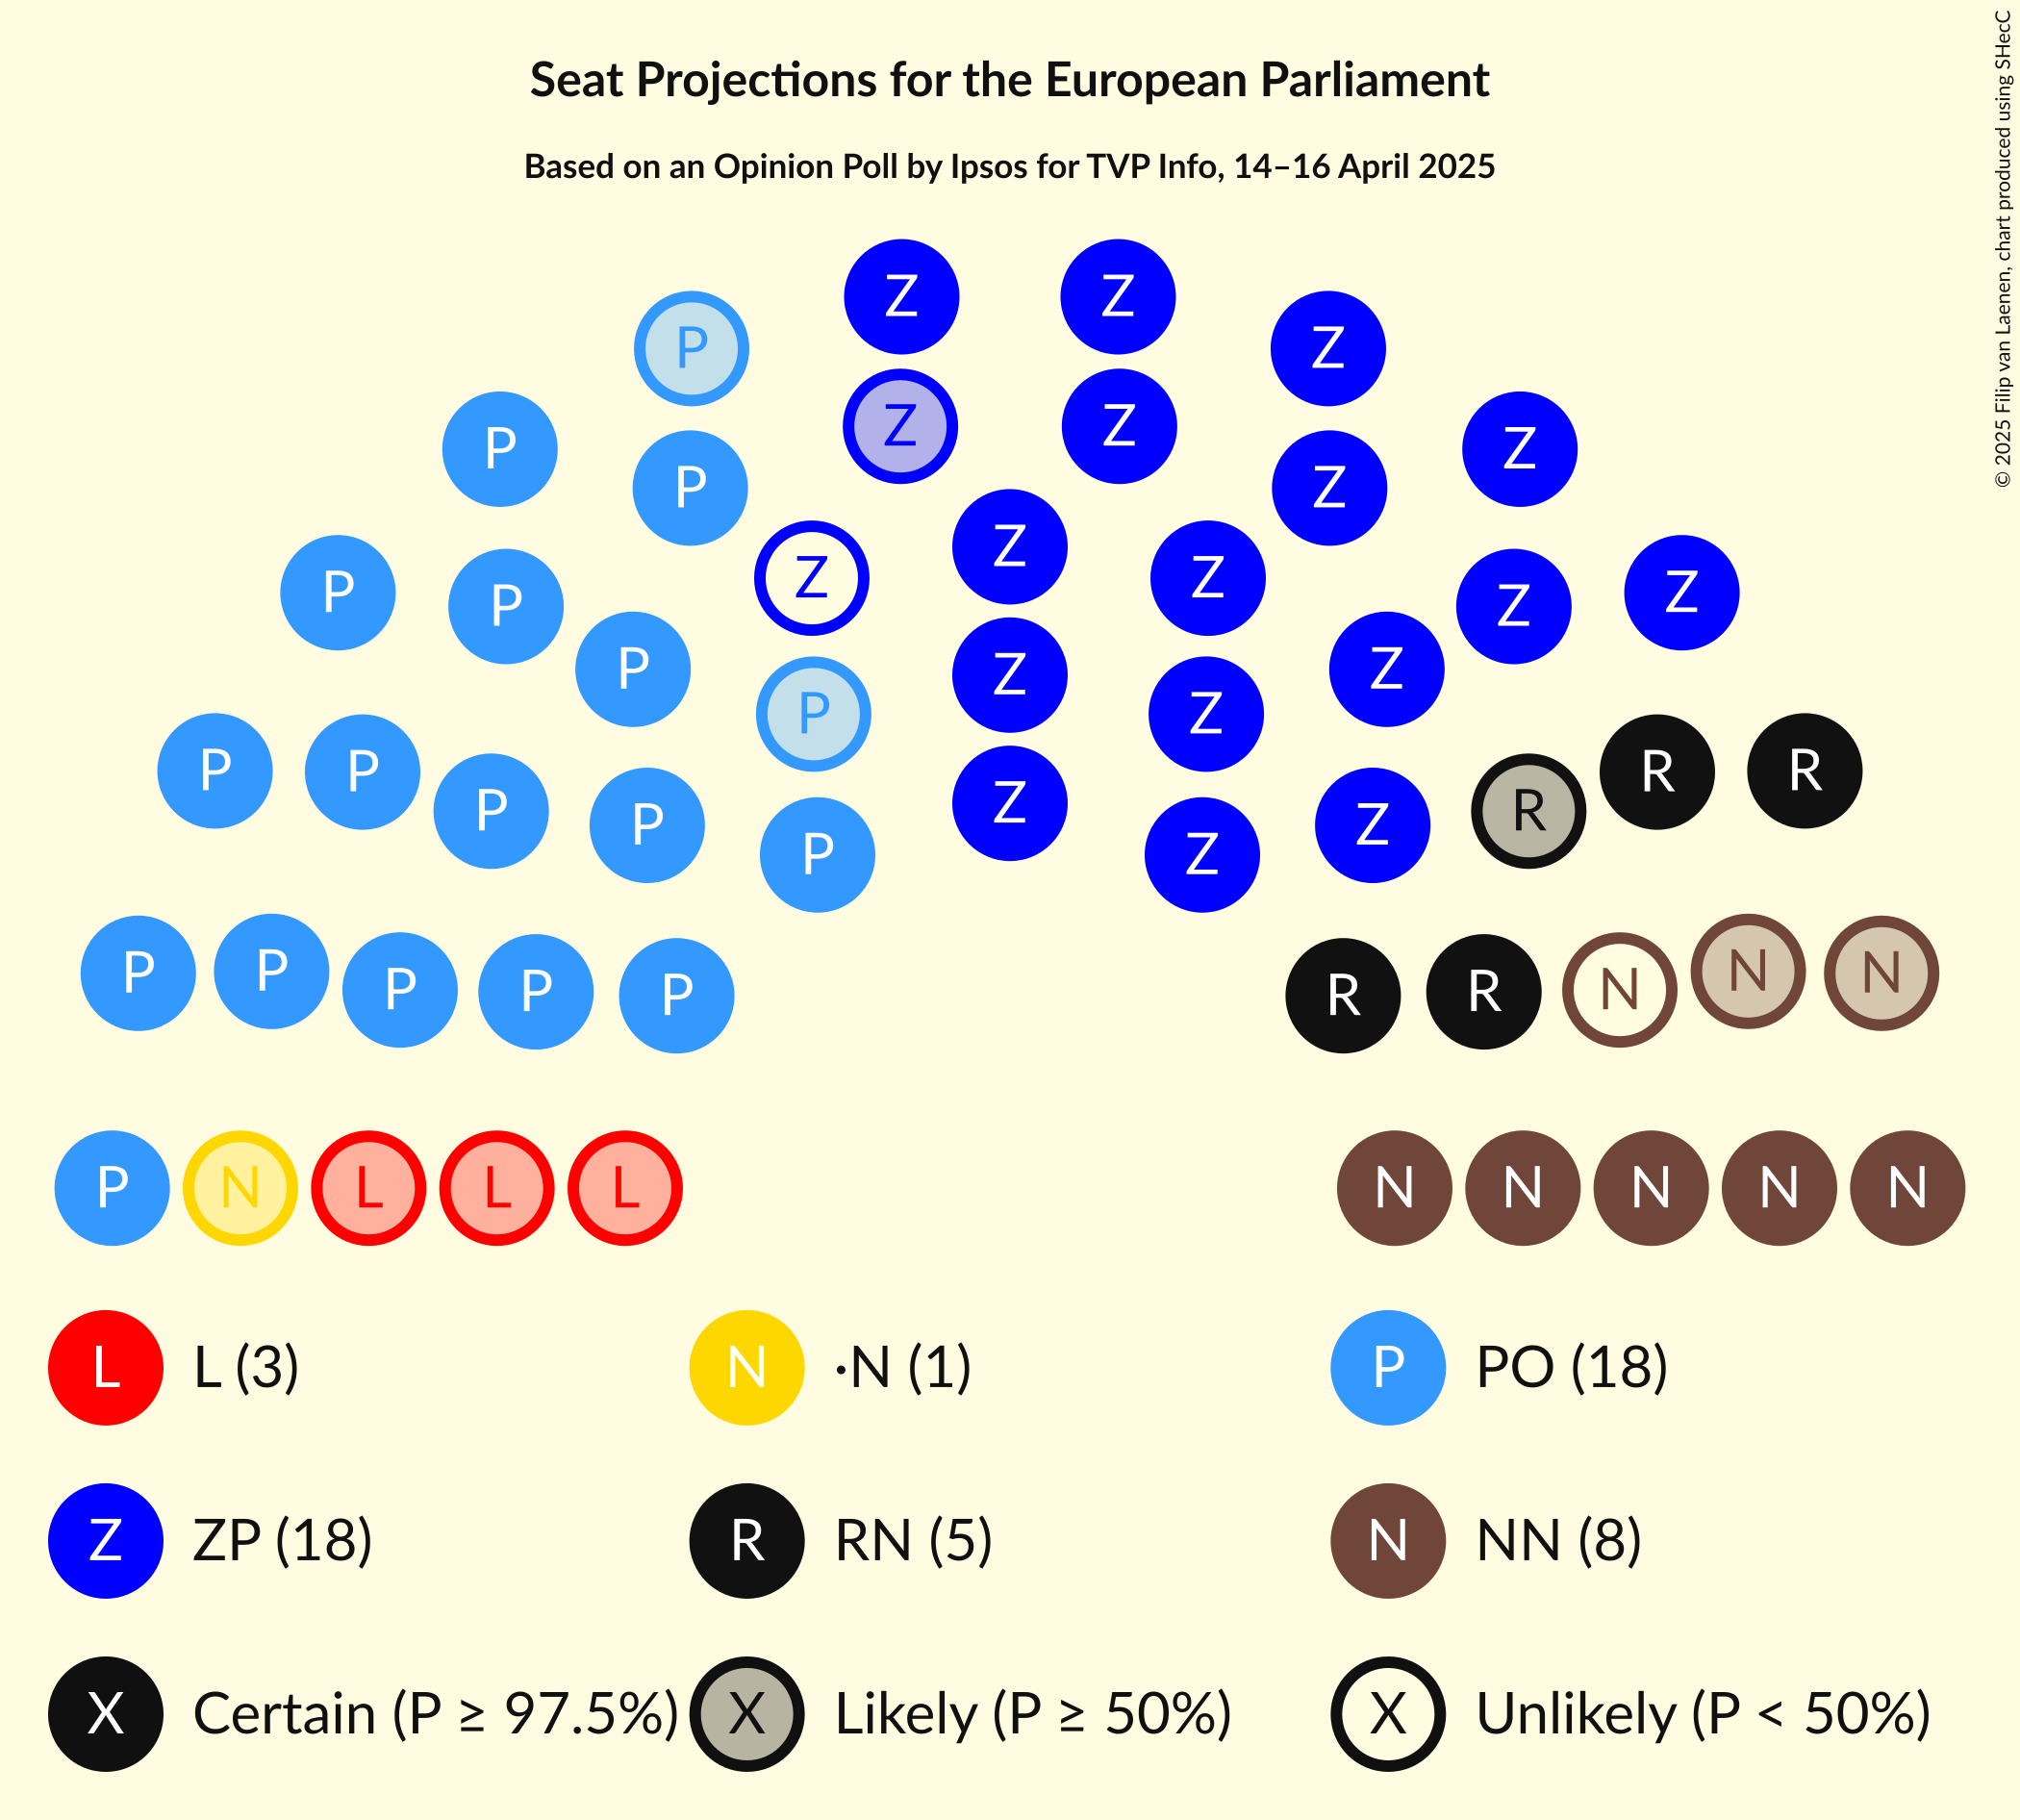 Seat Projections for the European Parliament
Based on an Opinion Poll by Ipsos for TVP Info, 14–16 April 2025
© 2025 Filip van Laenen, chart produced using SHecC
Z Z
P Z
Z Z
P Z
P Z
Z
Z Z
P P Z Z Z
P Z
P Z
P P P P R R R
P Z Z Z
P P P P P R R N N N
P N L L L N N N N N
L L (3) N ·N (1) P PO (18)
Z ZP (18) R RN (5) N NN (8)
X Certain (P ≥ 97.5%) X Likely (P ≥ 50%) X Unlikely (P < 50%)